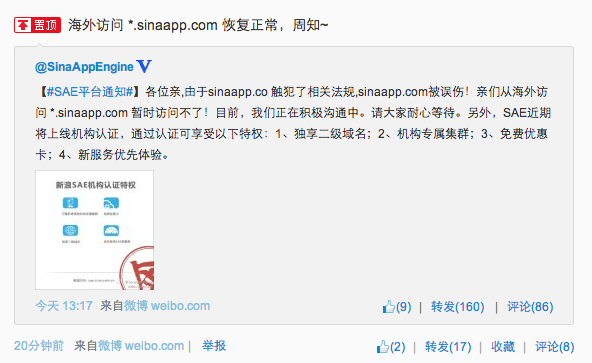 置顶 海外访问 *.sinaapp.com 恢复正常，周知~
@SinaAppEngine V
【#SAE平台通知#】各位亲,由于sinaapp.co 触犯了相关法规,sinaapp.com被误伤！亲们从海外访
问 *.sinaapp.com 暂时访问不了！目前，我们正在积极沟通中。请大家耐心等待。另外，SAE近期
将上线机构认证，通过认证可享受以下特权：1、独享二级域名；2、机构专属集群；3、免费优惠
卡；4、新服务优先体验。
新浪SAE机构认证特权
今天 13:17 来自微博 weibo.com (9) | 转发(160) | 评论(86)
20分钟前 来自微博 weibo.com | 举报 (2) | 转发(17) | 收藏 | 评论(8)